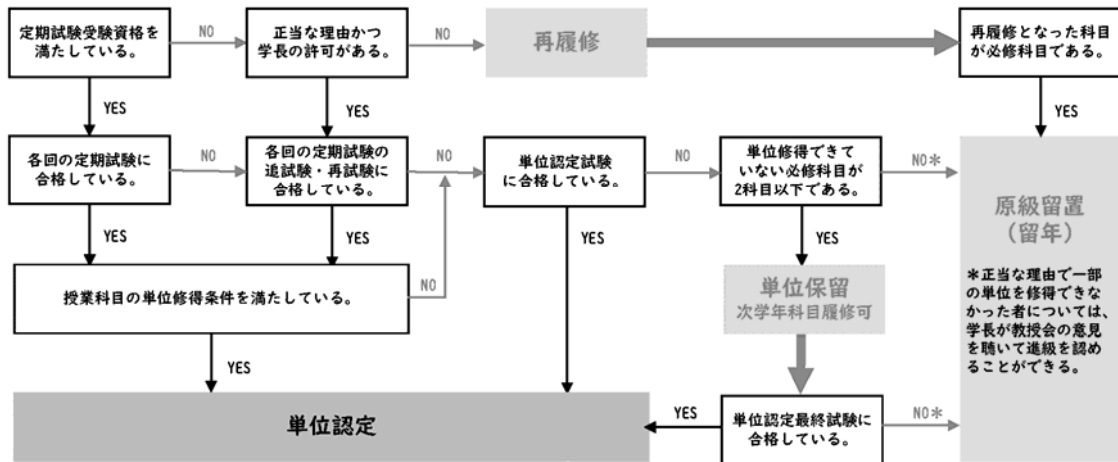 定期試験受験資格を
満たしている。
NO
正当な理由かつ
学長の許可がある。
NO
再履修
再履修となった科目
が必修科目である。
YES
YES
YES
各回の定期試験に
合格している。
NO
各回の定期試験の
追試験・再試験に
合格している。
NO
単位認定試験
に合格している。
NO
単位修得できて
いない必修科目が
2科目以下である。
NO*
原級留置
(留年)
*正当な理由で一部
の単位を修得できな
かった者については、
学長が教授会の意見
を聴いて進級を認め
ることができる。
YES
YES
YES
授業科目の単位修得条件を満たしている。
NO
単位保留
次学年科目履修可
YES
YES
単位認定
YES
単位認定最終試験に
合格している。
NO*